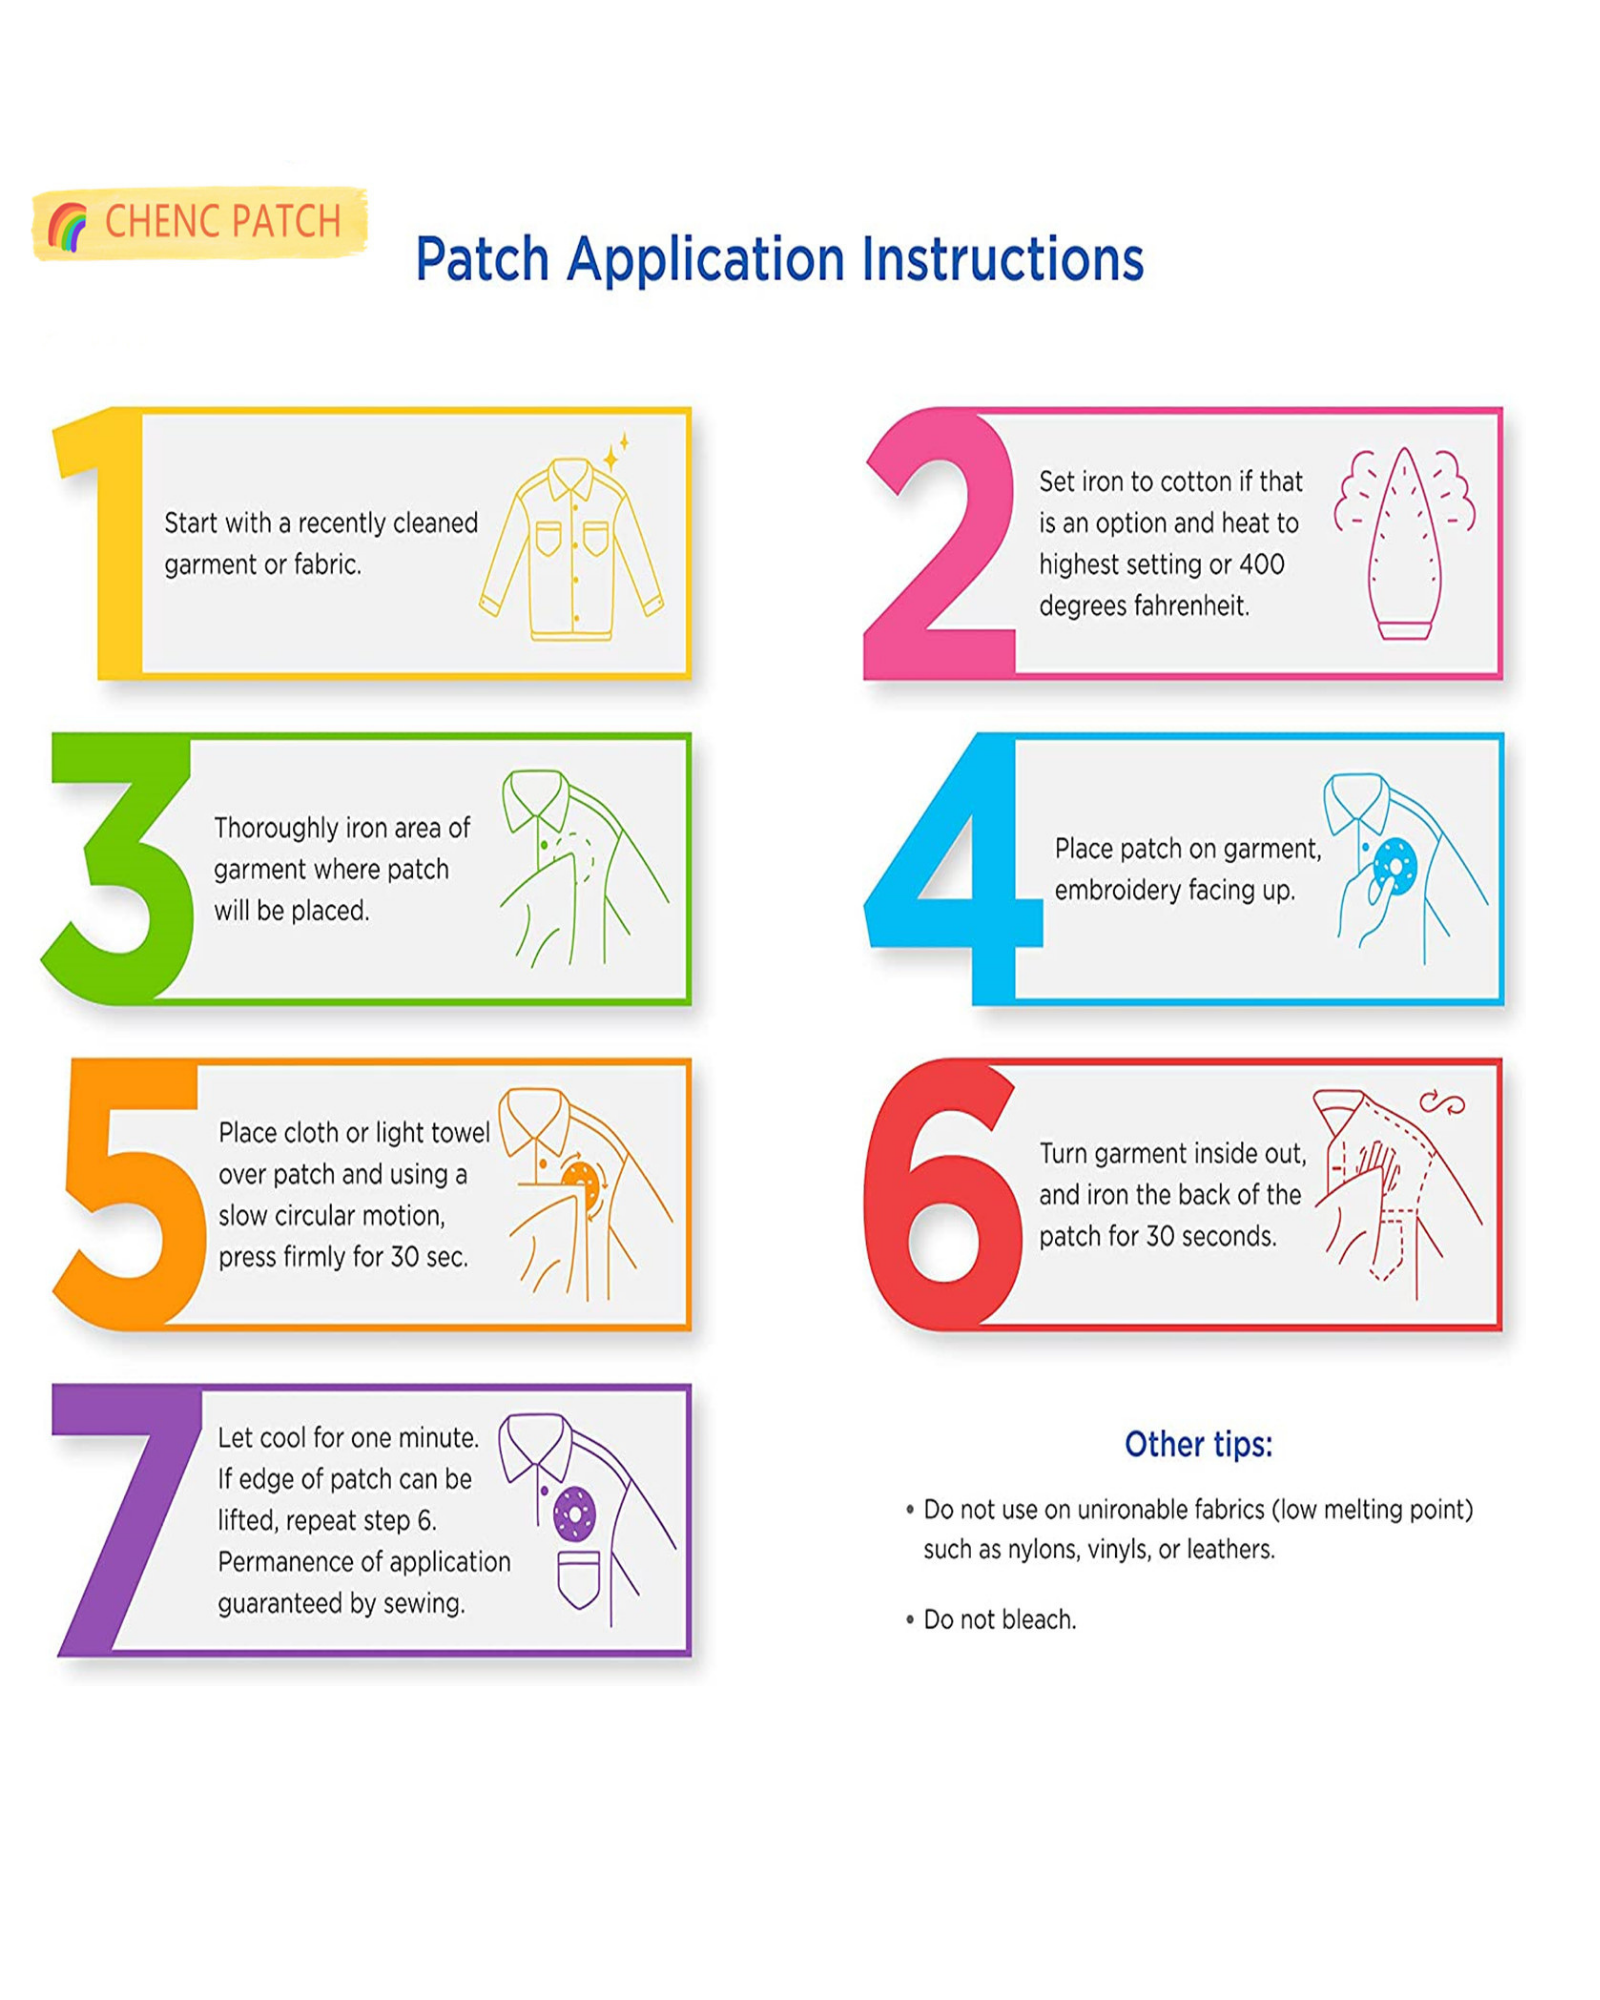 CHENC PATCH
Patch Application Instructions
1
Start with a recently cleaned
garment or fabric.
2
Set iron to cotton if that
is an option and heat to
highest setting or 400
degrees fahrenheit.
3
Thoroughly iron area of
garment where patch
will be placed.
4
Place patch on garment,
embroidery facing up.
5
Place cloth or light towel
over patch and using a
slow circular motion,
press firmly for 30 sec.
6
Turn garment inside out,
and iron the back of the
patch for 30 seconds.
7
Let cool for one minute.
If edge of patch can be
lifted, repeat step 6.
Permanence of application
guaranteed by sewing.
Other tips:
• Do not use on unironable fabrics (low melting point)
such as nylons, vinyls, or leathers.
• Do not bleach.